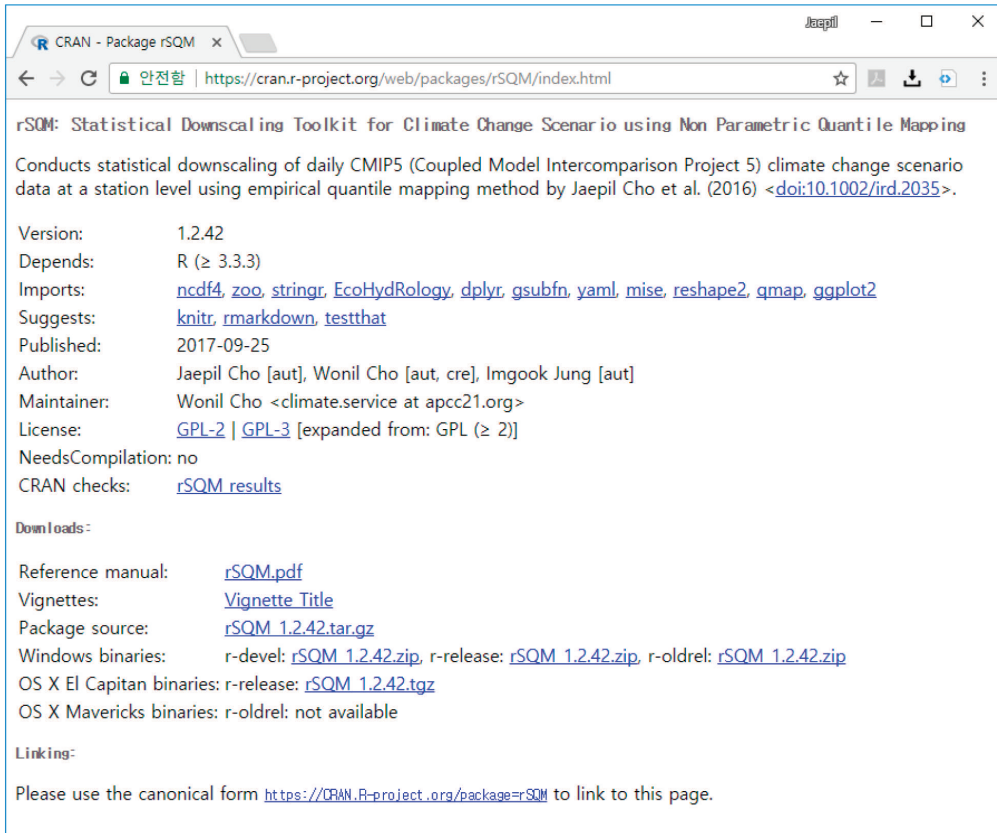 Jaepil
CRAN - Package rSQM
안전함 | https://cran.r-project.org/web/packages/rSQM/index.html
rSQM: Statistical Downscaling Toolkit for Climate Change Scenario using Non Parametric Quantile Mapping
Conducts statistical downscaling of daily CMIP5 (Coupled Model Intercomparison Project 5) climate change scenario
data at a station level using empirical quantile mapping method by Jaepil Cho et al. (2016) <doi:10.1002/ird.2035>.
Version: 1.2.42
Depends: R (≥ 3.3.3)
Imports: ncdf4, zoo, stringr, EcoHydRology, dplyr, gsubfn, yaml, mise, reshape2, qmap, ggplot2
Suggests: knitr, rmarkdown, testthat
Published: 2017-09-25
Author: Jaepil Cho [aut], Wonil Cho [aut, cre], Imgook Jung [aut]
Maintainer: Wonil Cho <climate.service at apcc21.org>
License: GPL-2 | GPL-3 [expanded from: GPL (≥ 2)]
NeedsCompilation: no
CRAN checks: rSQM results
Downloads:
Reference manual: rSQM.pdf
Vignettes: Vignette Title
Package source: rSQM_1.2.42.tar.gz
Windows binaries: r-devel: rSQM_1.2.42.zip, r-release: rSQM_1.2.42.zip, r-oldrel: rSQM_1.2.42.zip
OS X El Capitan binaries: r-release: rSQM_1.2.42.tgz
OS X Mavericks binaries: r-oldrel: not available
Linking:
Please use the canonical form https://CRAN.R-project.org/package=rSQM to link to this page.